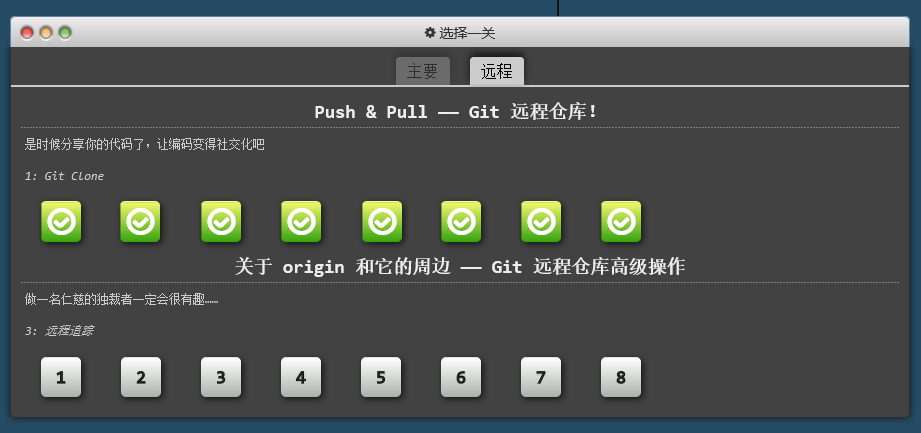 选择一关
主要 远程
Push & Pull —— Git 远程仓库!
是时候分享你的代码了，让编码变得社交化吧
1: Git Clone
关于 origin 和它的周边 —— Git 远程仓库高级操作
做一名仁慈的独裁者一定会很有趣……
3: 远程追踪
1 2 3 4 5 6 7 8